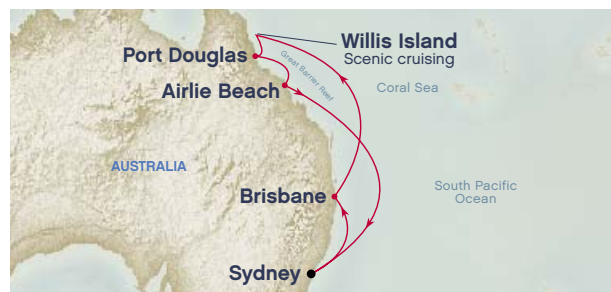 Willis Island
Scenic cruising
Port Douglas
Great Barrier Reef
Airlie Beach
Coral Sea
AUSTRALIA
South Pacific
Ocean
Brisbane
Sydney